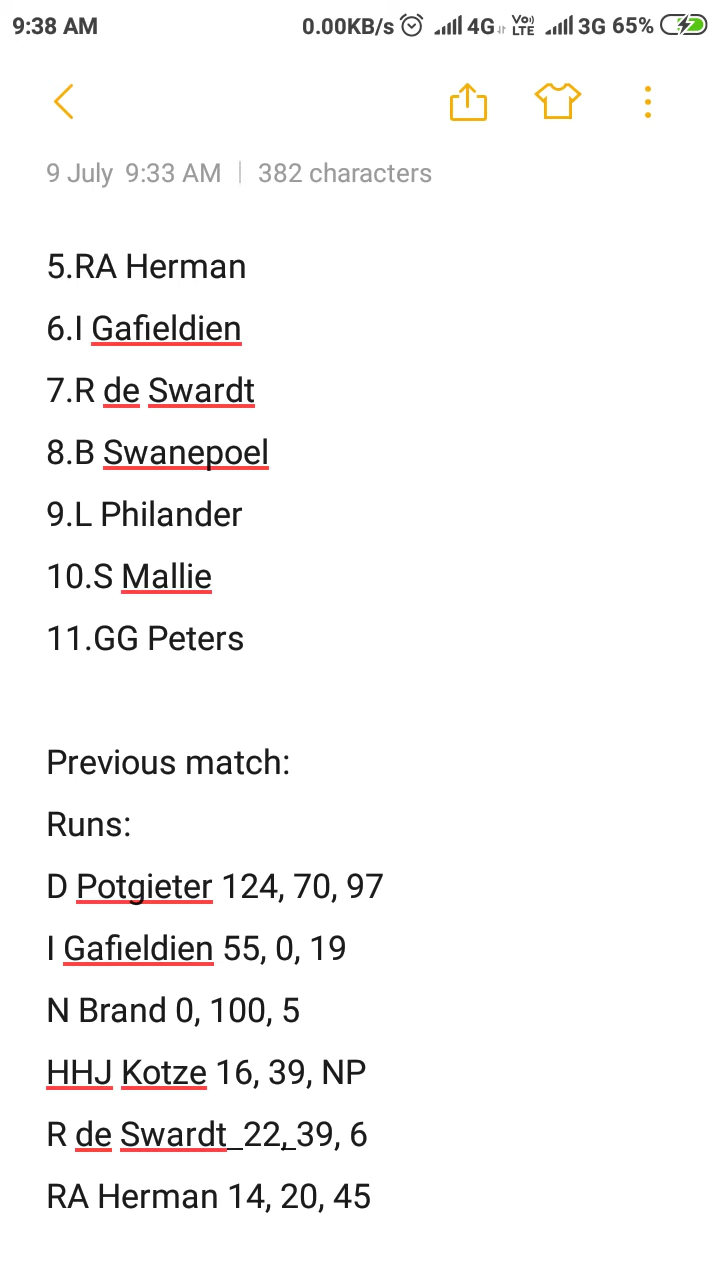 9:38 AM 0.00KB/s 4G VoLTE 3G 65%
9 July 9:33 AM | 382 characters
5.RA Herman
6.I Gafieldien
7.R de Swardt
8.B Swanepoel
9.L Philander
10.S Mallie
11.GG Peters
Previous match:
Runs:
D Potgieter 124, 70, 97
I Gafieldien 55, 0, 19
N Brand 0, 100, 5
HHJ Kotze 16, 39, NP
R de Swardt_22,_39, 6
RA Herman 14, 20, 45